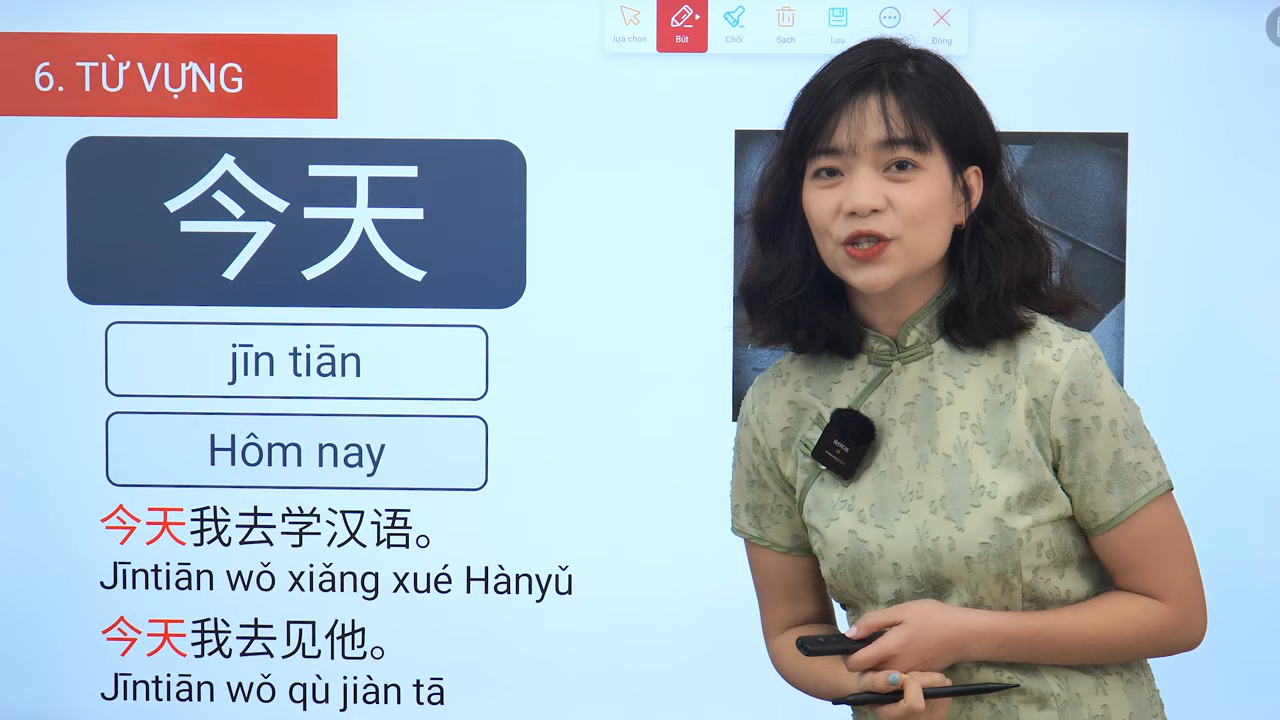 lựa chọn Bút Chổi Sạch Lưu Đóng
6. TỪ VỰNG
今天
jīn tiān
Hôm nay
今天我去学汉语。
Jīntiān wǒ xiǎng xué Hànyǔ
今天我去见他。
Jīntiān wǒ qù jiàn tā
RØDE